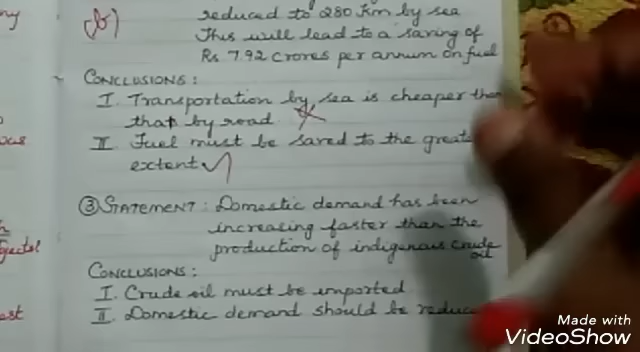 (b)
reduced to 280 Km by sea
This will lead to a saving of
Rs. 7.92 crores per annum on fuel
CONCLUSIONS:
I. Transportation by sea is cheaper than
that by road
II. Fuel must be saved to the great
extent
③ STATEMENT: Domestic demand has been
increasing faster than the
production of indigenous crude
oil
CONCLUSIONS:
I. Crude oil must be imported
II. Domestic demand should be reduc
Made with
VideoShow